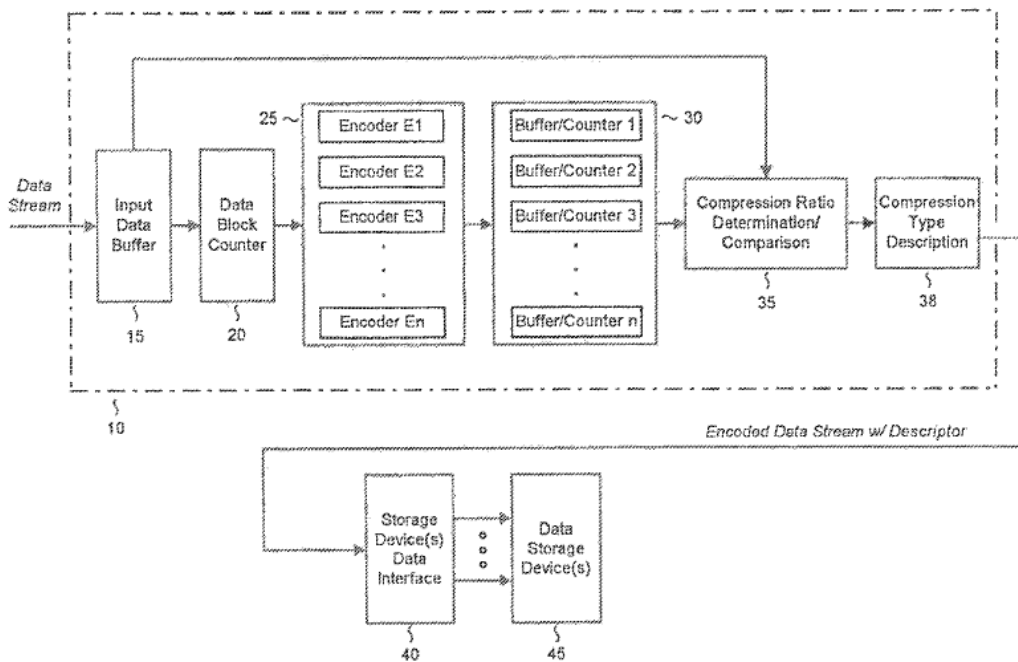 25
Encoder E1
Encoder E2
Encoder E3
Encoder En
Buffer/Counter 1
Buffer/Counter 2
Buffer/Counter 3
Buffer/Counter n
30
Data
Stream
Input
Data
Buffer
15
Data
Block
Counter
20
Compression Ratio
Determination/
Comparison
35
Compression
Type
Description
38
10
Encoded Data Stream w/ Descriptor
Storage
Device(s)
Data
Interface
40
Data
Storage
Device(s)
45